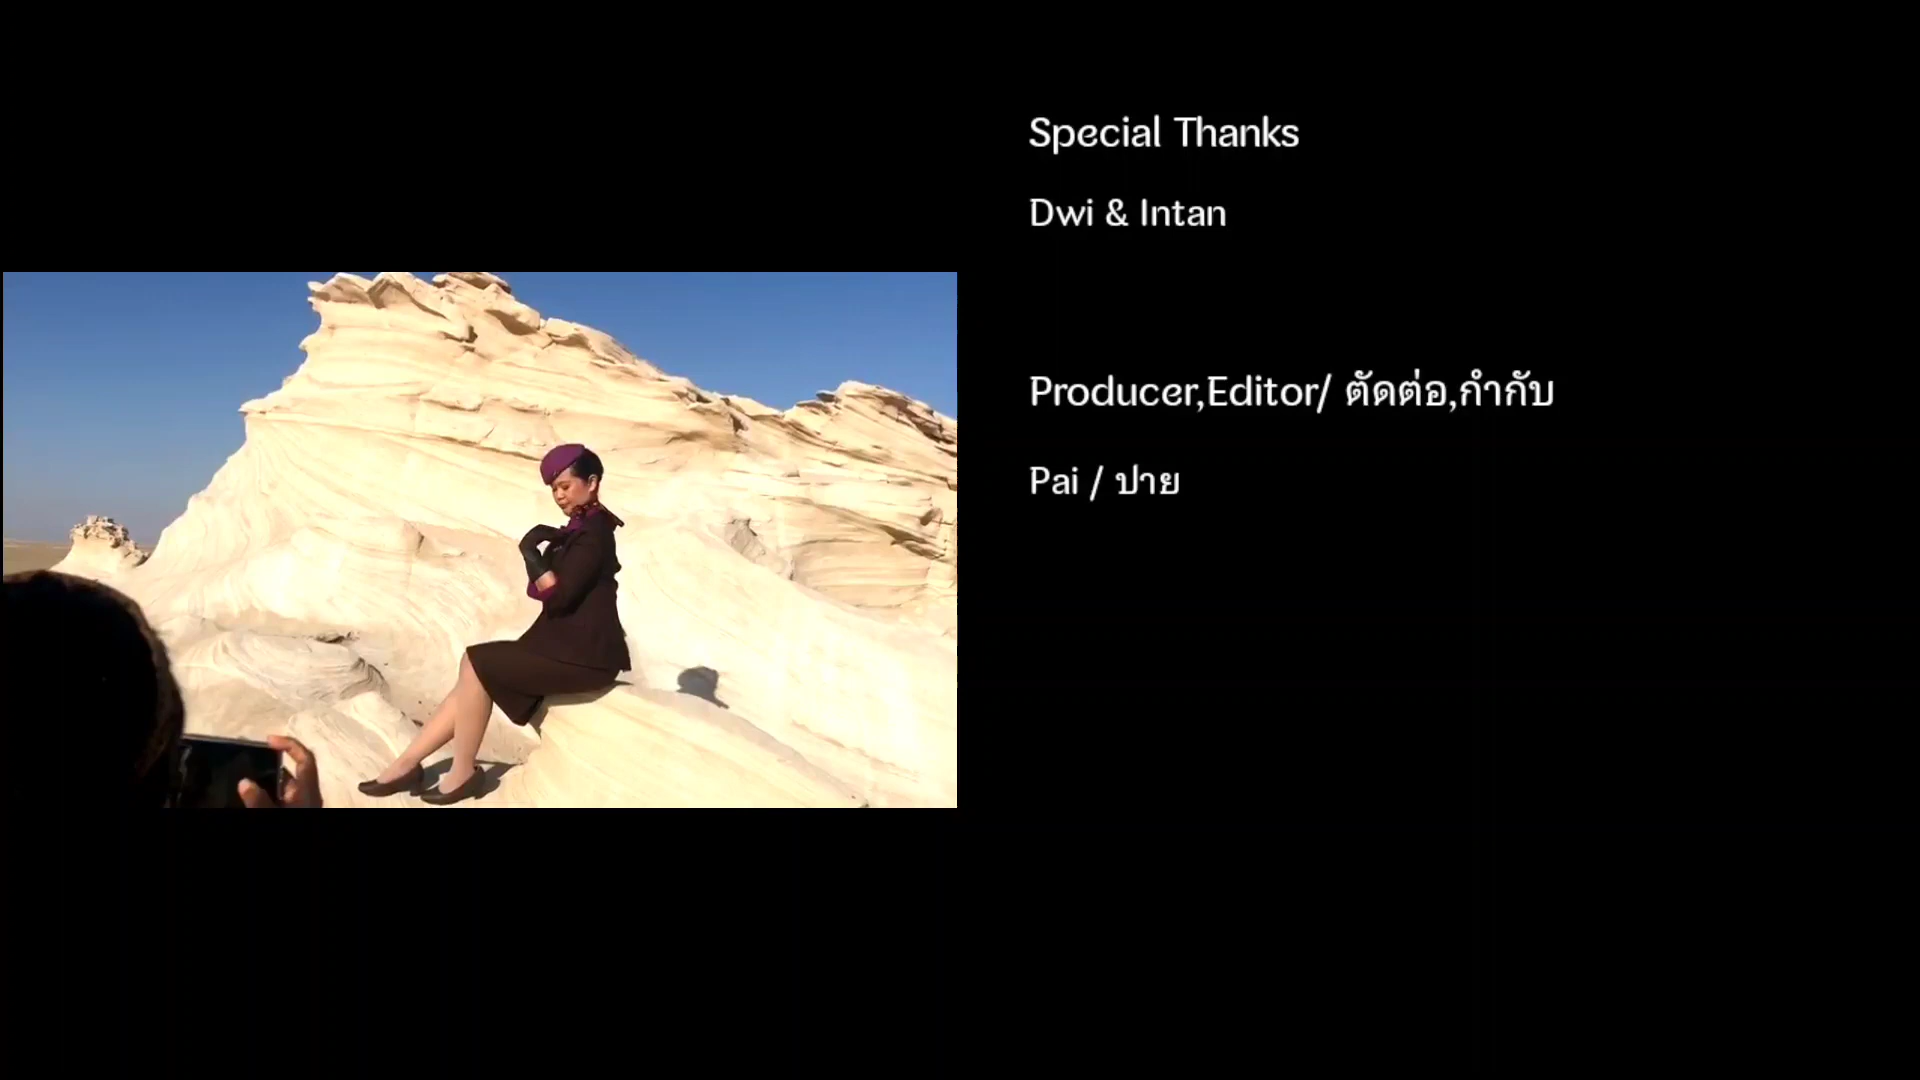 Special Thanks
Dwi & Intan
Producer,Editor/ ตัดต่อ,กำกับ
Pai / ปาย